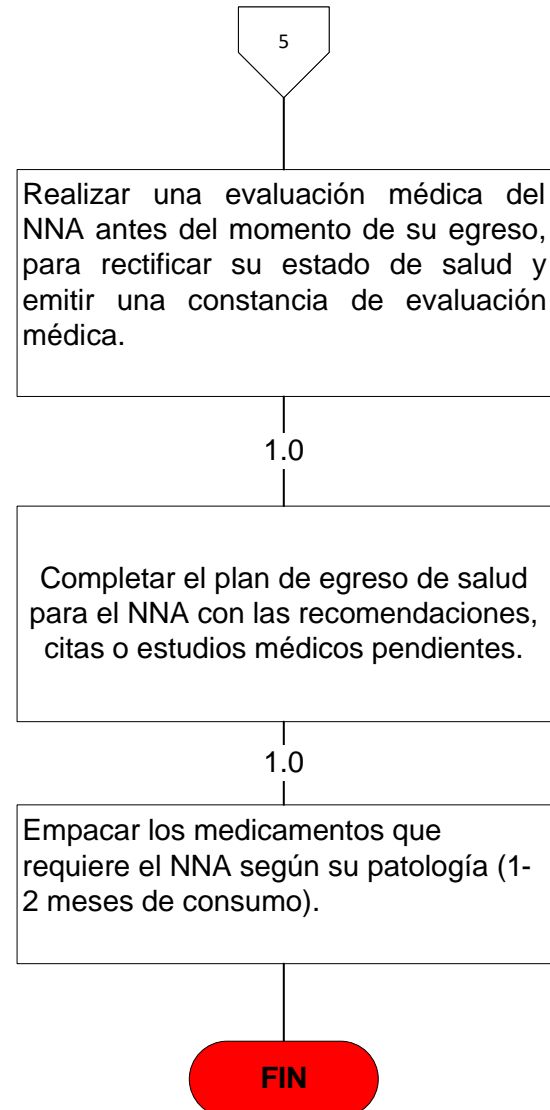 5
Realizar una evaluación médica del
NNA antes del momento de su egreso,
para rectificar su estado de salud y
emitir una constancia de evaluación
médica.
1.0
Completar el plan de egreso de salud
para el NNA con las recomendaciones,
citas o estudios médicos pendientes.
1.0
Empacar los medicamentos que
requiere el NNA según su patología (1-
2 meses de consumo).
FIN